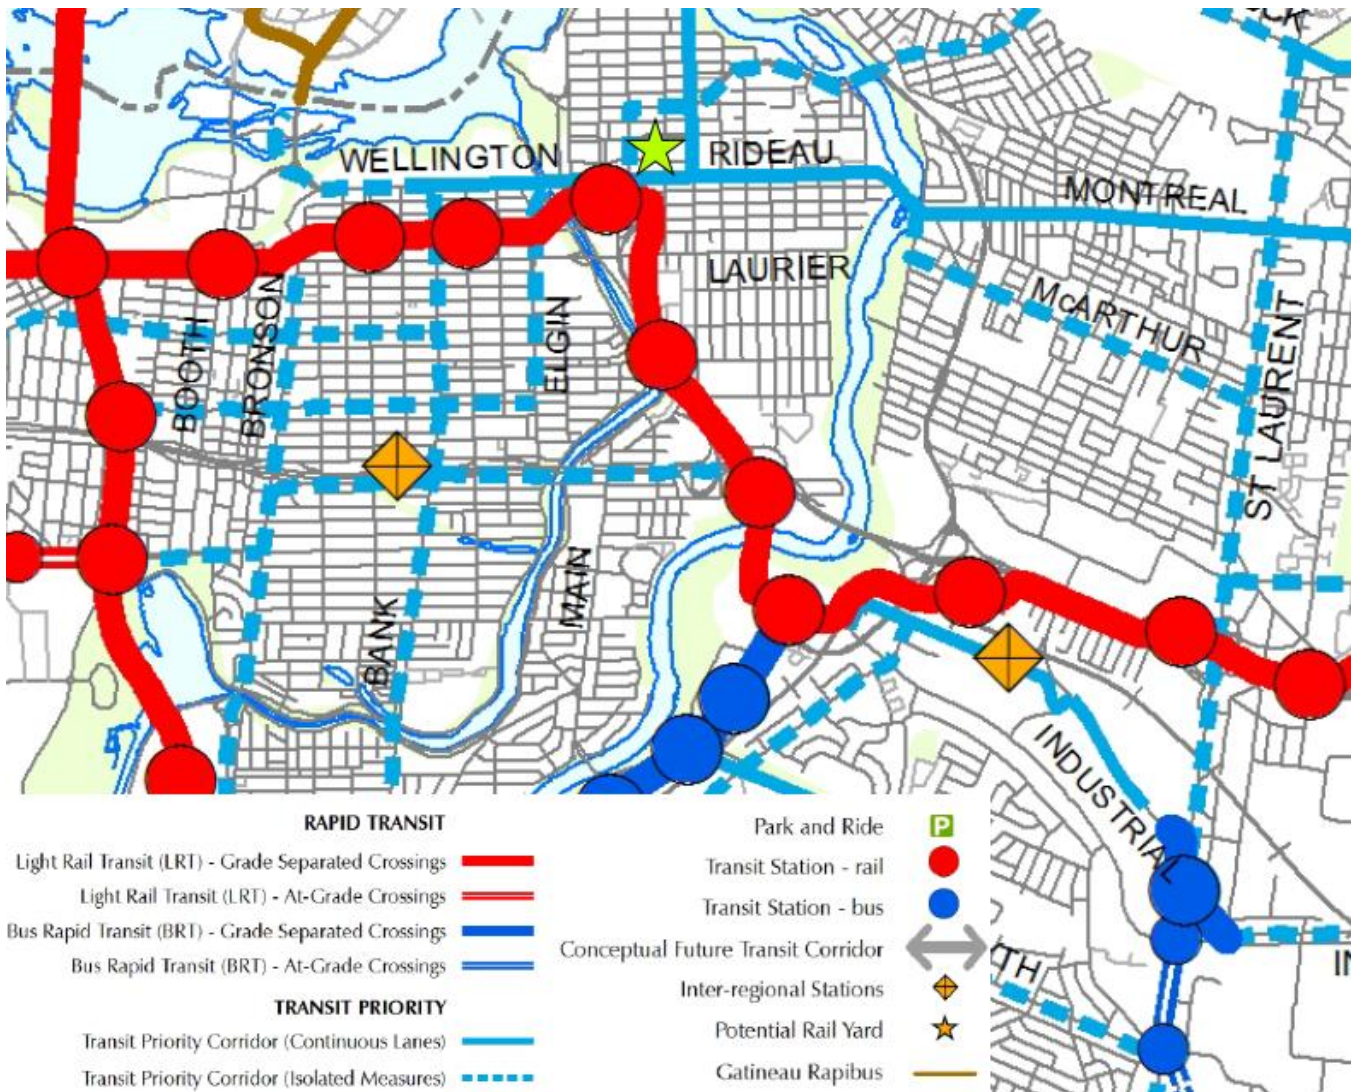 CK
WELLINGTON
RIDEAU
MONTREAL
LAURIER
McARTHUR
ST LAURENT
BOOTH
BRONSON
ELGIN
MAIN
BANK
INDUSTRIAL
RAPID TRANSIT
Light Rail Transit (LRT) - Grade Separated Crossings
Light Rail Transit (LRT) - At-Grade Crossings
Bus Rapid Transit (BRT) - Grade Separated Crossings
Bus Rapid Transit (BRT) - At-Grade Crossings
TRANSIT PRIORITY
Transit Priority Corridor (Continuous Lanes)
Transit Priority Corridor (Isolated Measures)
Park and Ride P
Transit Station - rail
Transit Station - bus
Conceptual Future Transit Corridor
Inter-regional Stations
Potential Rail Yard
Gatineau Rapibus
TH
IN